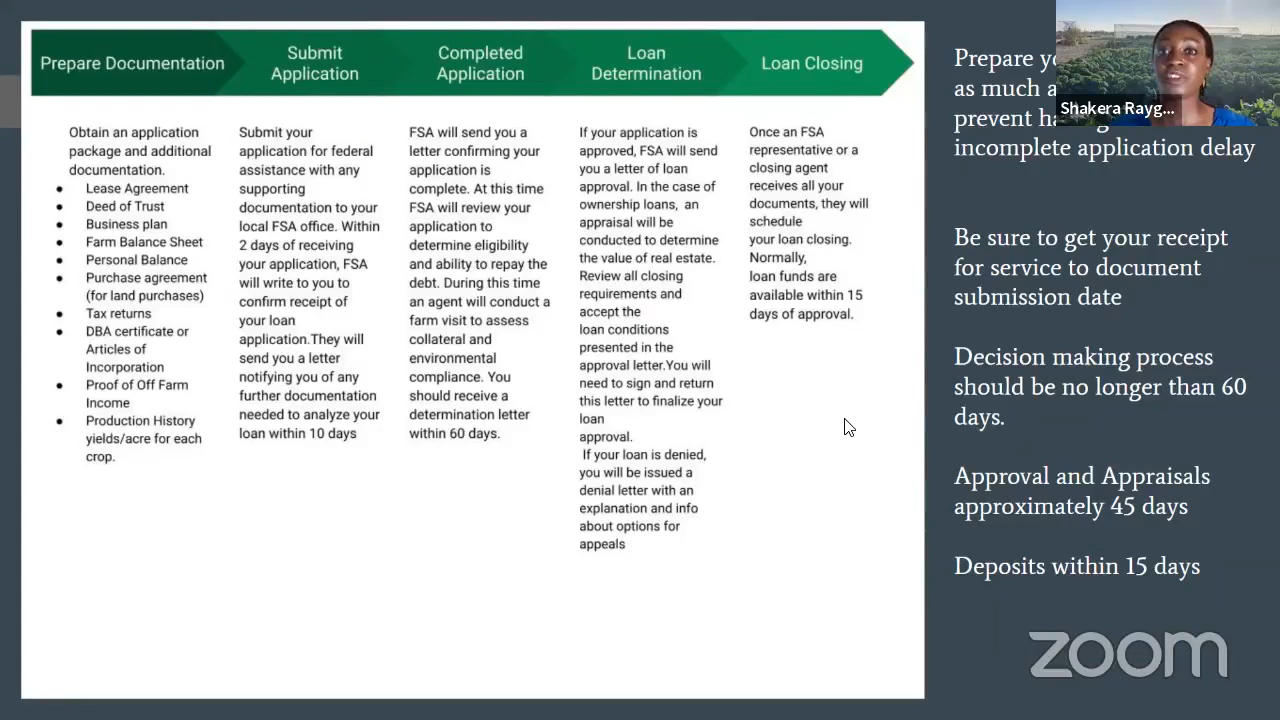 Prepare Documentation
Submit
Application
Completed
Application
Loan
Determination
Loan Closing
Obtain an application
package and additional
documentation.
● Lease Agreement
● Deed of Trust
● Business plan
● Farm Balance Sheet
● Personal Balance
● Purchase agreement
(for land purchases)
● Tax returns
● DBA certificate or
Articles of
Incorporation
● Proof of Off Farm
Income
● Production History
yields/acre for each
crop.
Submit your
application for federal
assistance with any
supporting
documentation to your
local FSA office. Within
2 days of receiving
your application, FSA
will write to you to
confirm receipt of
your loan
application.They will
send you a letter
notifying you of any
further documentation
needed to analyze your
loan within 10 days
FSA will send you a
letter confirming your
application is
complete. At this time
FSA will review your
application to
determine eligibility
and ability to repay the
debt. During this time
an agent will conduct a
farm visit to assess
collateral and
environmental
compliance. You
should receive a
determination letter
within 60 days.
If your application is
approved, FSA will send
you a letter of loan
approval. In the case of
ownership loans, an
appraisal will be
conducted to determine
the value of real estate.
Review all closing
requirements and
accept the
loan conditions
presented in the
approval letter.You will
need to sign and return
this letter to finalize your
loan
approval.
If your loan is denied,
you will be issued a
denial letter with an
explanation and info
about options for
appeals
Once an FSA
representative or a
closing agent
receives all your
documents, they will
schedule
your loan closing.
Normally,
loan funds are
available within 15
days of approval.
Prepare
as much
prevent
incomplete application delay
Be sure to get your receipt
for service to document
submission date
Decision making process
should be no longer than 60
days.
Approval and Appraisals
approximately 45 days
Deposits within 15 days
Shakera Rayg...
zoom